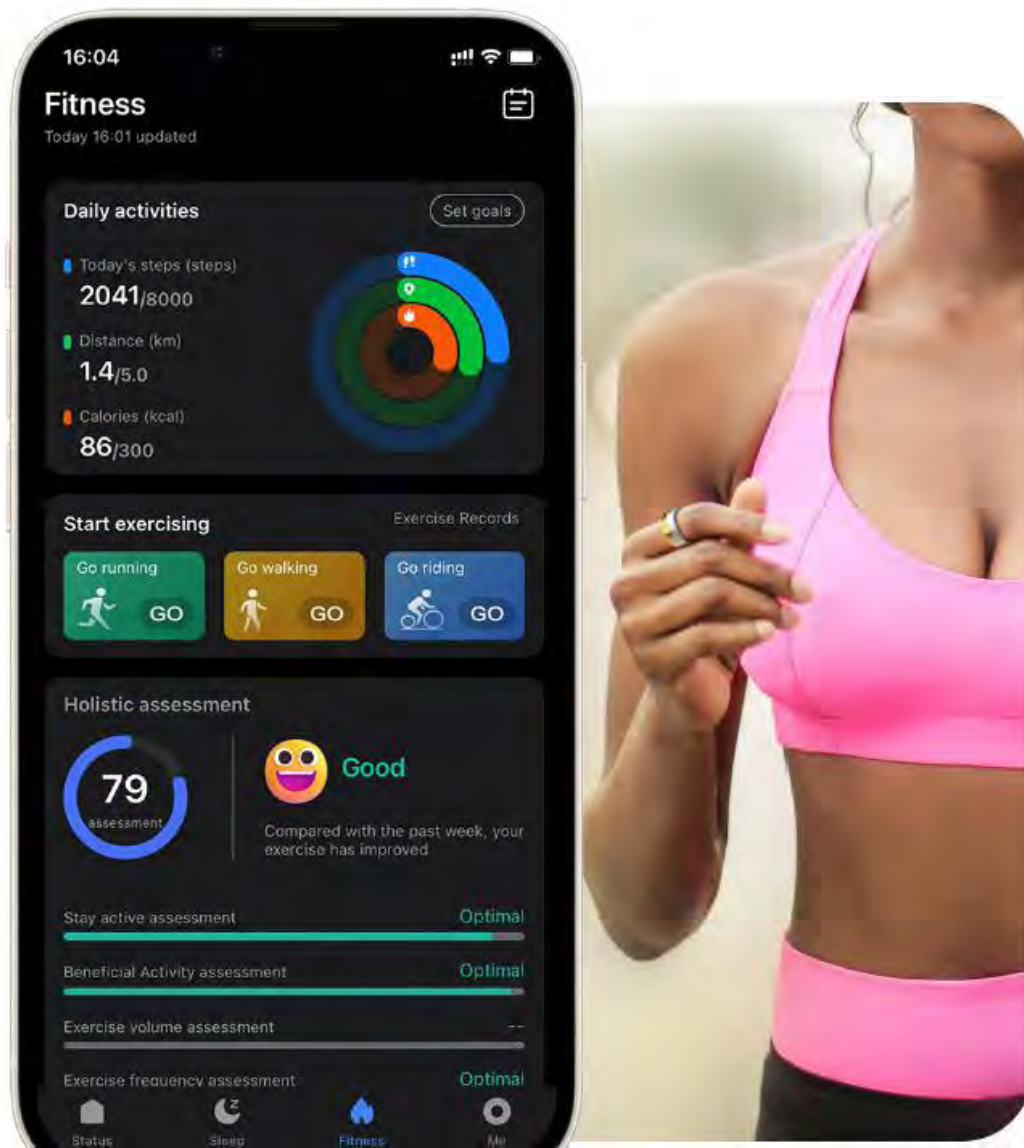 16:04
Fitness
Today 16:01 updated
Daily activities
Set goals
Today's steps (steps)
2041/8000
Distance (km)
1.4/5.0
Calories (kcal)
86/300
Start exercising
Exercise Records
Go running
GO
Go walking
GO
Go riding
GO
Holistic assessment
79
assessment
Good
Compared with the past week, your
exercise has improved
Stay active assessment
Optimal
Beneficial Activity assessment
Optimal
Exercise volume assessment
--
Exercise frequency assessment
Optimal
Status
Sleep
Fitness
Me